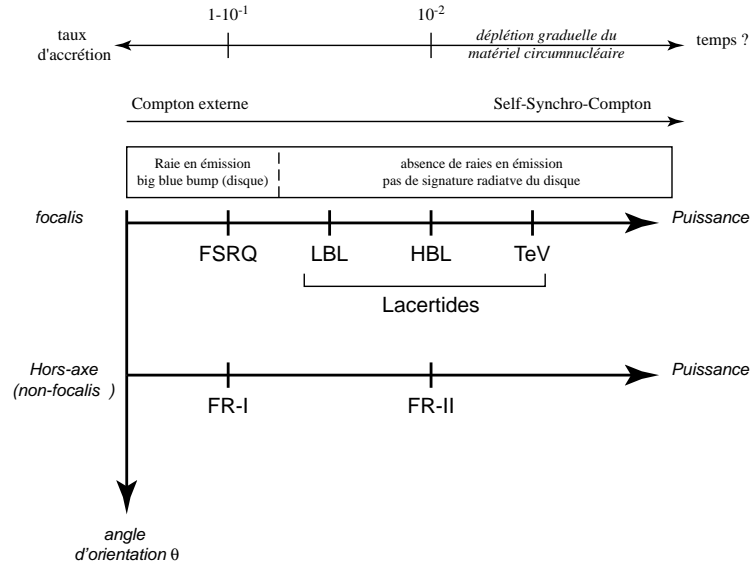 1-10⁻¹
10⁻²
taux
d'accrétion
déplétion graduelle du
matériel circumnucléaire
temps ?
Compton externe
Self-Synchro-Compton
Raie en émission
big blue bump (disque)
absence de raies en émission
pas de signature radiatve du disque
focalis
Puissance
FSRQ
LBL
HBL
TeV
Lacertides
Hors-axe
(non-focalis )
Puissance
FR-I
FR-II
angle
d'orientation θ